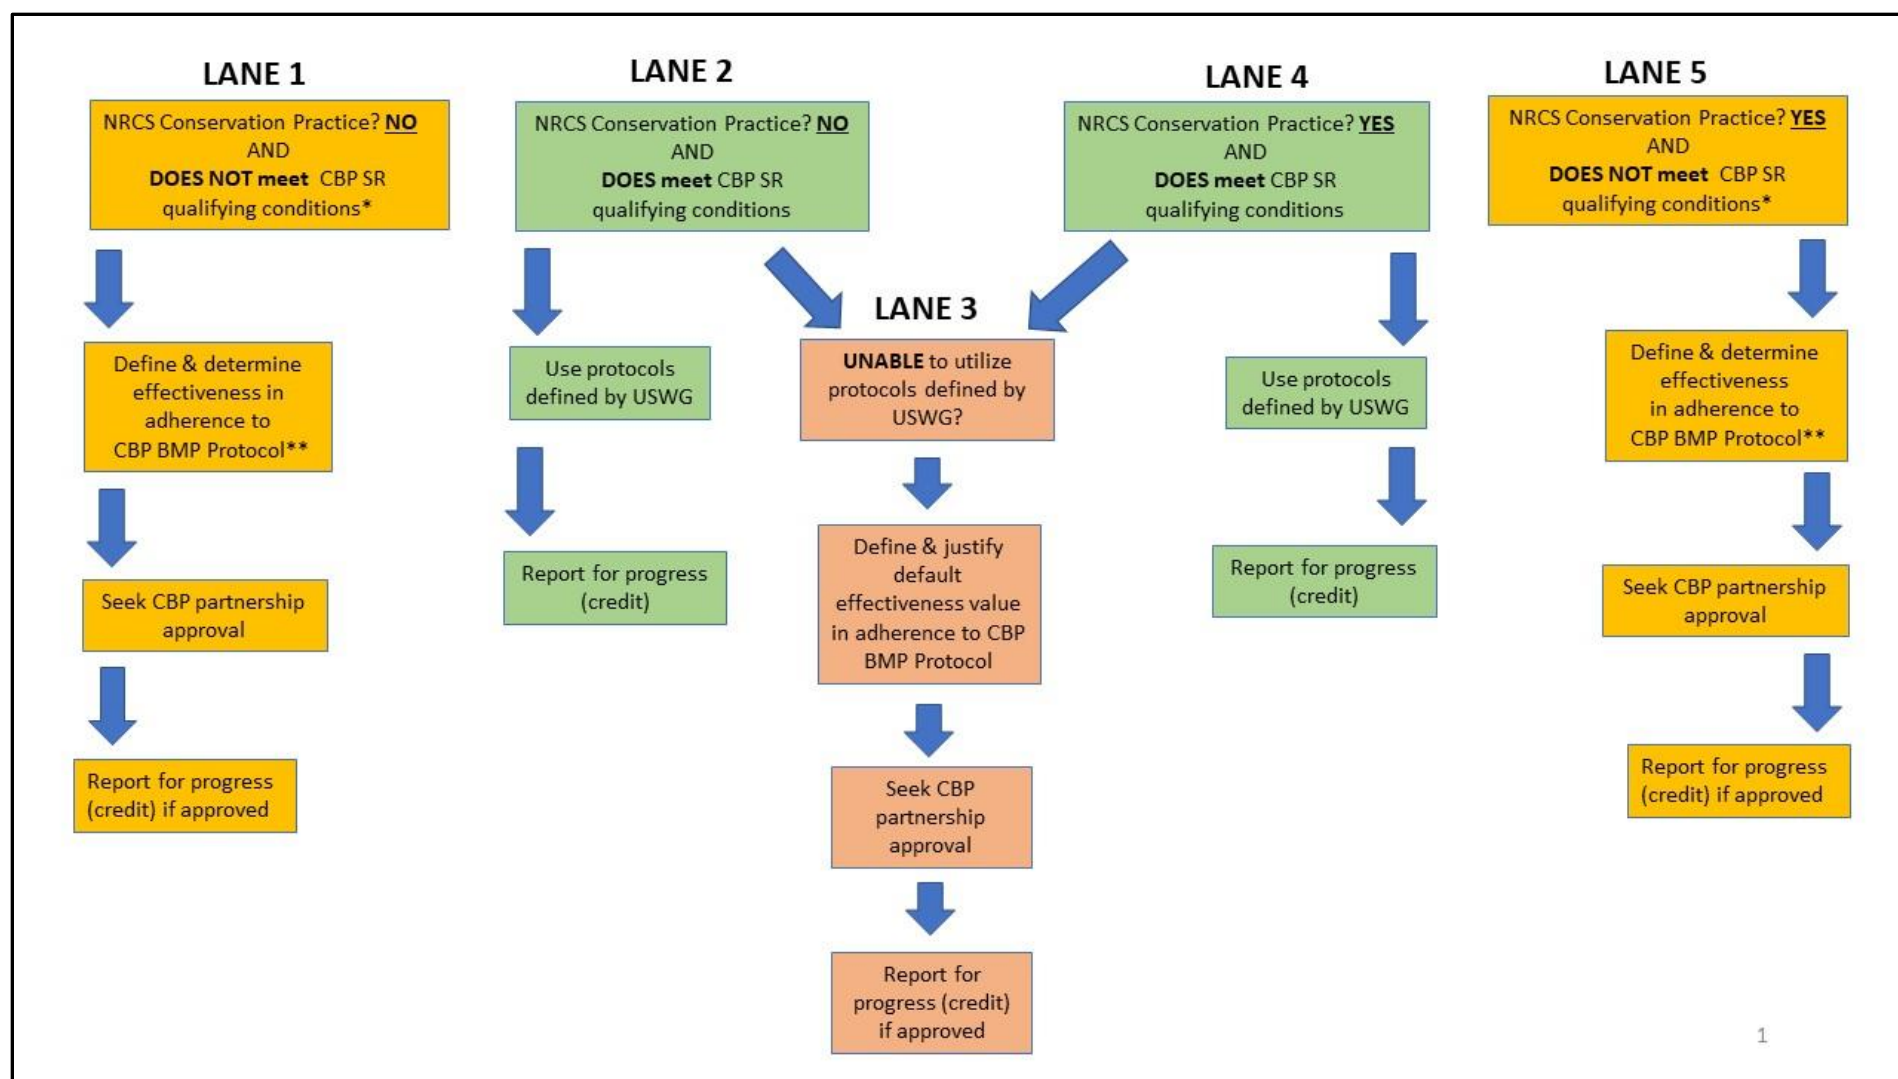 LANE 1
NRCS Conservation Practice? NO
AND
DOES NOT meet CBP SR
qualifying conditions*
Define & determine
effectiveness in
adherence to
CBP BMP Protocol**
Seek CBP partnership
approval
Report for progress
(credit) if approved
LANE 2
NRCS Conservation Practice? NO
AND
DOES meet CBP SR
qualifying conditions
Use protocols
defined by USWG
Report for progress
(credit)
LANE 3
UNABLE to utilize
protocols defined by
USWG?
Define & justify
default
effectiveness value
in adherence to CBP
BMP Protocol
Seek CBP
partnership
approval
Report for
progress (credit)
if approved
LANE 4
NRCS Conservation Practice? YES
AND
DOES meet CBP SR
qualifying conditions
Use protocols
defined by USWG
Report for progress
(credit)
LANE 5
NRCS Conservation Practice? YES
AND
DOES NOT meet CBP SR
qualifying conditions*
Define & determine
effectiveness
in adherence to
CBP BMP Protocol**
Seek CBP partnership
approval
Report for progress
(credit) if approved
1